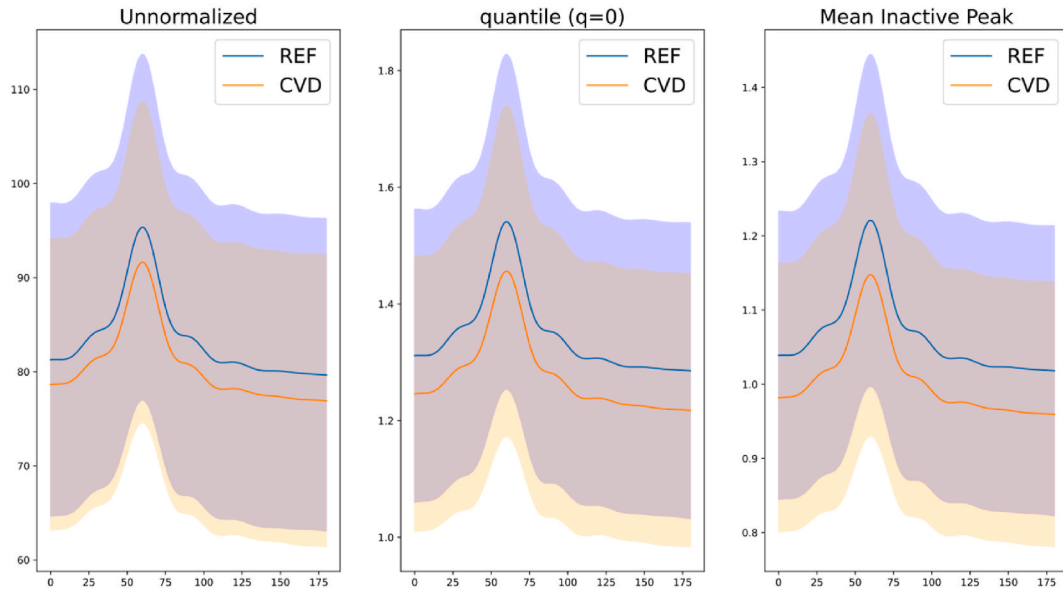 Unnormalized
REF
CVD
110
100
90
80
70
60
0 25 50 75 100 125 150 175
quantile (q=0)
REF
CVD
1.8
1.6
1.4
1.2
1.0
0 25 50 75 100 125 150 175
Mean Inactive Peak
REF
CVD
1.4
1.3
1.2
1.1
1.0
0.9
0.8
0 25 50 75 100 125 150 175